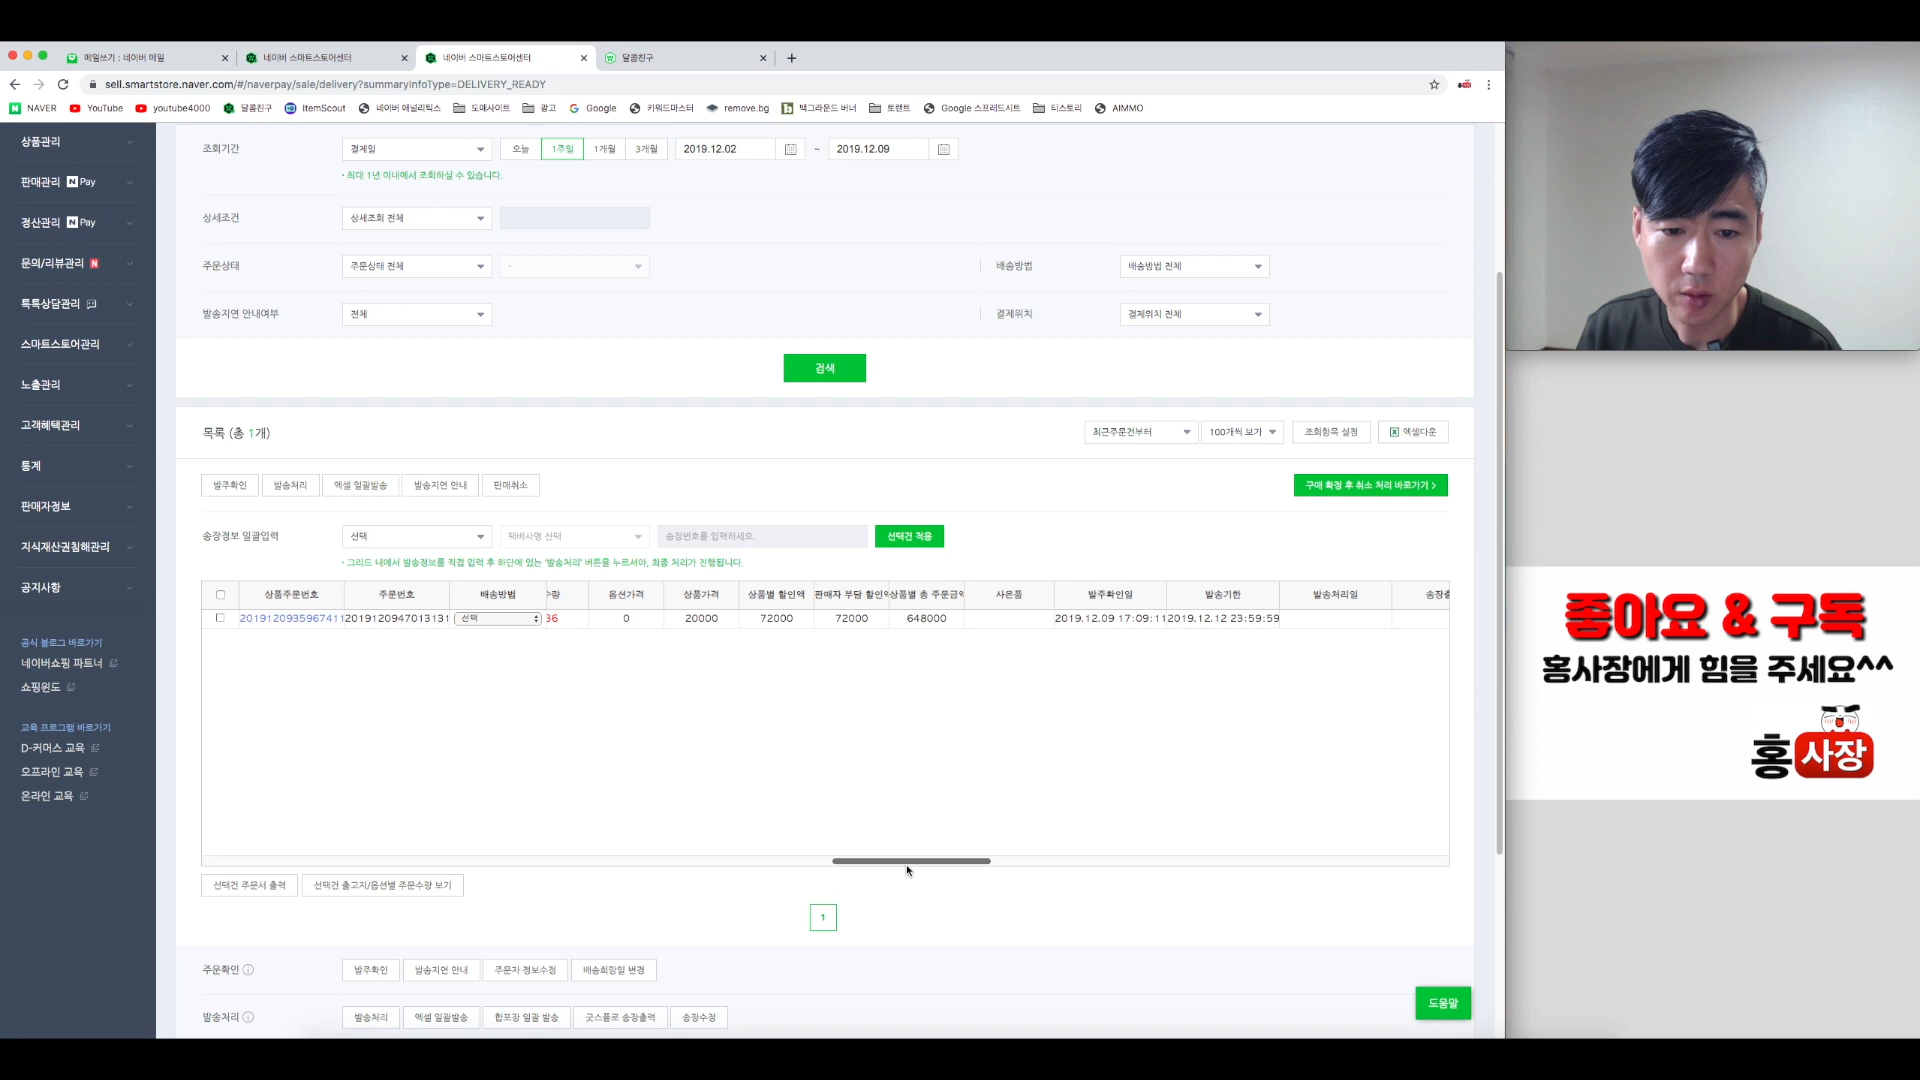 메일쓰기 : 네이버 메일
네이버 스마트스토어센터
네이버 스마트스토어센터
달콤친구
sell.smartstore.naver.com/#/naverpay/sale/delivery?summaryInfoType=DELIVERY_READY
NAVER
YouTube
youtube4000
달콤친구
ItemScout
네이버 애널리틱스
도매사이트
광고
Google
키워드마스터
remove.bg
백그라운드 버너
토랜트
Google 스프레드시트
티스토리
AIMMO
상품관리
판매관리 N Pay
정산관리 N Pay
문의/리뷰관리 N
톡톡상담관리
스마트스토어관리
노출관리
고객혜택관리
통계
판매자정보
지식재산권침해관리
공지사항
공식 블로그 바로가기
네이버쇼핑 파트너
쇼핑윈도
교육 프로그램 바로가기
D-커머스 교육
오프라인 교육
온라인 교육
조회기간
결제일
오늘
1주일
1개월
3개월
2019.12.02
~
2019.12.09
· 최대 1년 이내에서 조회하실 수 있습니다.
상세조건
상세조회 전체
주문상태
주문상태 전체
-
배송방법
배송방법 전체
발송지연 안내여부
전체
결제위치
결제위치 전체
검색
목록 (총 1개)
최근주문건부터
100개씩 보기
조회항목 설정
엑셀다운
발주확인
발송처리
엑셀 일괄발송
발송지연 안내
판매취소
구매 확정 후 취소 처리 바로가기 >
송장정보 일괄입력
선택
택배사명 선택
송장번호를 입력하세요.
선택건 적용
· 그리드 내에서 발송정보를 직접 입력 후 하단에 있는 '발송처리' 버튼을 누르셔야, 최종 처리가 진행됩니다.
상품주문번호
주문번호
배송방법
옵션가격
상품가격
상품별 할인액
판매자 부담 할인
상품별 총 주문금
사은품
발주확인일
발송기한
발송처리일
2019120935967411
2019120947013131
선택
36
0
20000
72000
72000
648000
2019.12.09 17:09:11
2019.12.12 23:59:59
선택건 주문서 출력
선택건 출고지/옵션별 주문수량 보기
1
주문확인
발주확인
발송지연 안내
주문자 정보수정
배송희망일 변경
발송처리
발송처리
엑셀 일괄발송
합포장 일괄 발송
굿스플로 송장출력
송장수정
도움말
좋아요 & 구독
홍사장에게 힘을 주세요^^
홍사장